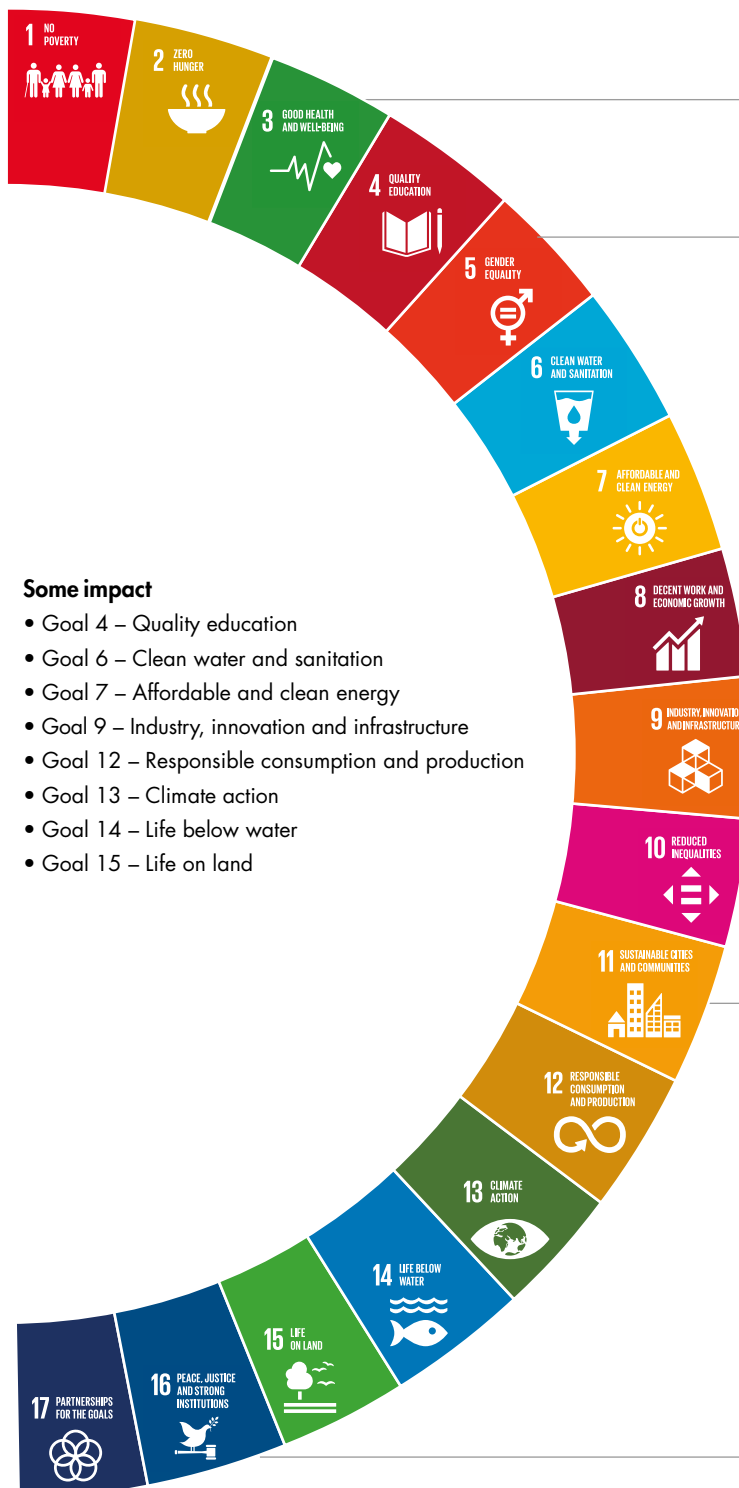 1 NO
POVERTY
2 ZERO
HUNGER
3 GOOD HEALTH
AND WELL-BEING
4 QUALITY
EDUCATION
5 GENDER
EQUALITY
6 CLEAN WATER
AND SANITATION
7 AFFORDABLE AND
CLEAN ENERGY
8 DECENT WORK AND
ECONOMIC GROWTH
9 INDUSTRY, INNOVATIO
AND INFRASTRUCTUR
10 REDUCED
INEQUALITIES
11 SUSTAINABLE CITIES
AND COMMUNITIES
12 RESPONSIBLE
CONSUMPTION
AND PRODUCTION
13 CLIMATE
ACTION
14 LIFE BELOW
WATER
15 LIFE
ON LAND
16 PEACE, JUSTICE
AND STRONG
INSTITUTIONS
17 PARTNERSHIPS
FOR THE GOALS
Some impact
• Goal 4 – Quality education
• Goal 6 – Clean water and sanitation
• Goal 7 – Affordable and clean energy
• Goal 9 – Industry, innovation and infrastructure
• Goal 12 – Responsible consumption and production
• Goal 13 – Climate action
• Goal 14 – Life below water
• Goal 15 – Life on land